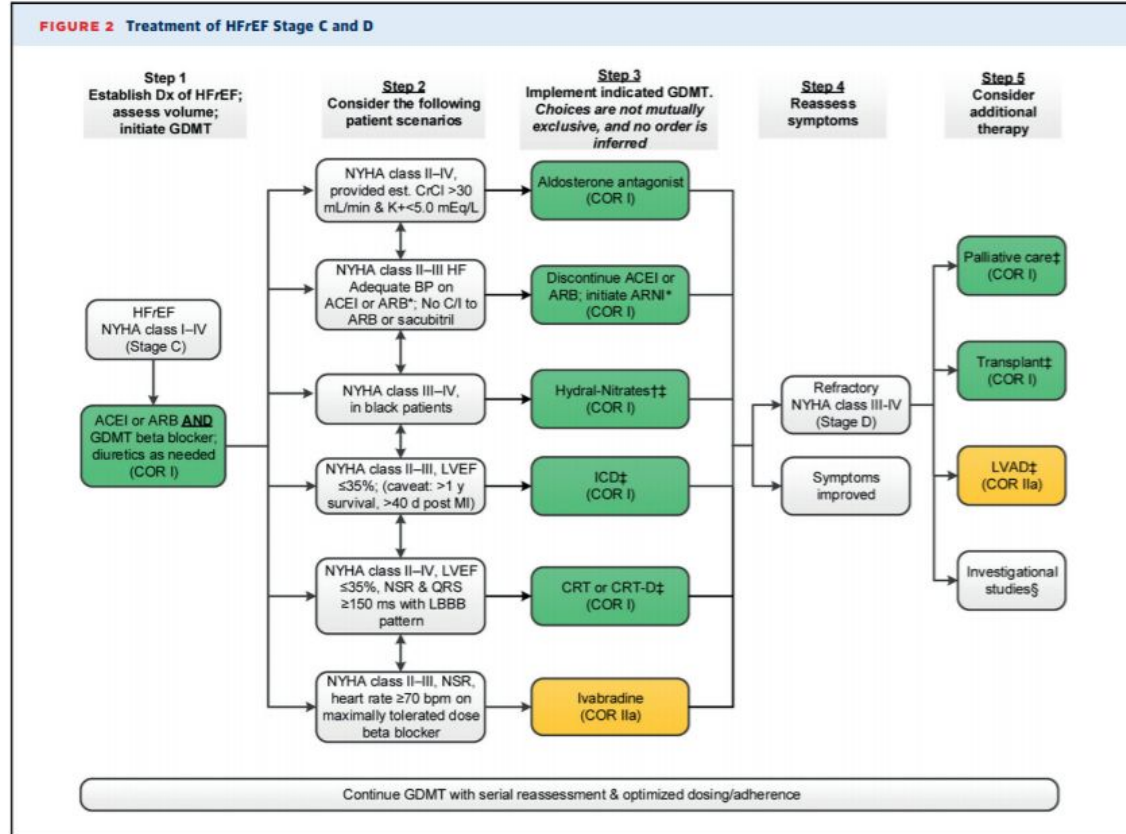 FIGURE 2 Treatment of HFrEF Stage C and D
Step 1
Establish Dx of HFrEF;
assess volume;
initiate GDMT
Step 2
Consider the following
patient scenarios
Step 3
Implement indicated GDMT.
Choices are not mutually
exclusive, and no order is
inferred
Step 4
Reassess
symptoms
Step 5
Consider
additional
therapy
HFrEF
NYHA class I–IV
(Stage C)
ACEI or ARB AND
GDMT beta blocker;
diuretics as needed
(COR I)
NYHA class II–IV,
provided est. CrCl >30
mL/min & K+<5.0 mEq/L
NYHA class II–III HF
Adequate BP on
ACEI or ARB*; No C/I to
ARB or sacubitril
NYHA class III–IV,
in black patients
NYHA class II–III, LVEF
≤35%; (caveat: >1 y
survival, >40 d post MI)
NYHA class II–IV, LVEF
≤35%, NSR & QRS
≥150 ms with LBBB
pattern
NYHA class II–III, NSR,
heart rate ≥70 bpm on
maximally tolerated dose
beta blocker
Aldosterone antagonist
(COR I)
Discontinue ACEI or
ARB; initiate ARNI*
(COR I)
Hydral-Nitrates†‡
(COR I)
ICD‡
(COR I)
CRT or CRT-D‡
(COR I)
Ivabradine
(COR IIa)
Refractory
NYHA class III-IV
(Stage D)
Symptoms
improved
Palliative care‡
(COR I)
Transplant‡
(COR I)
LVAD‡
(COR IIa)
Investigational
studies§
Continue GDMT with serial reassessment & optimized dosing/adherence